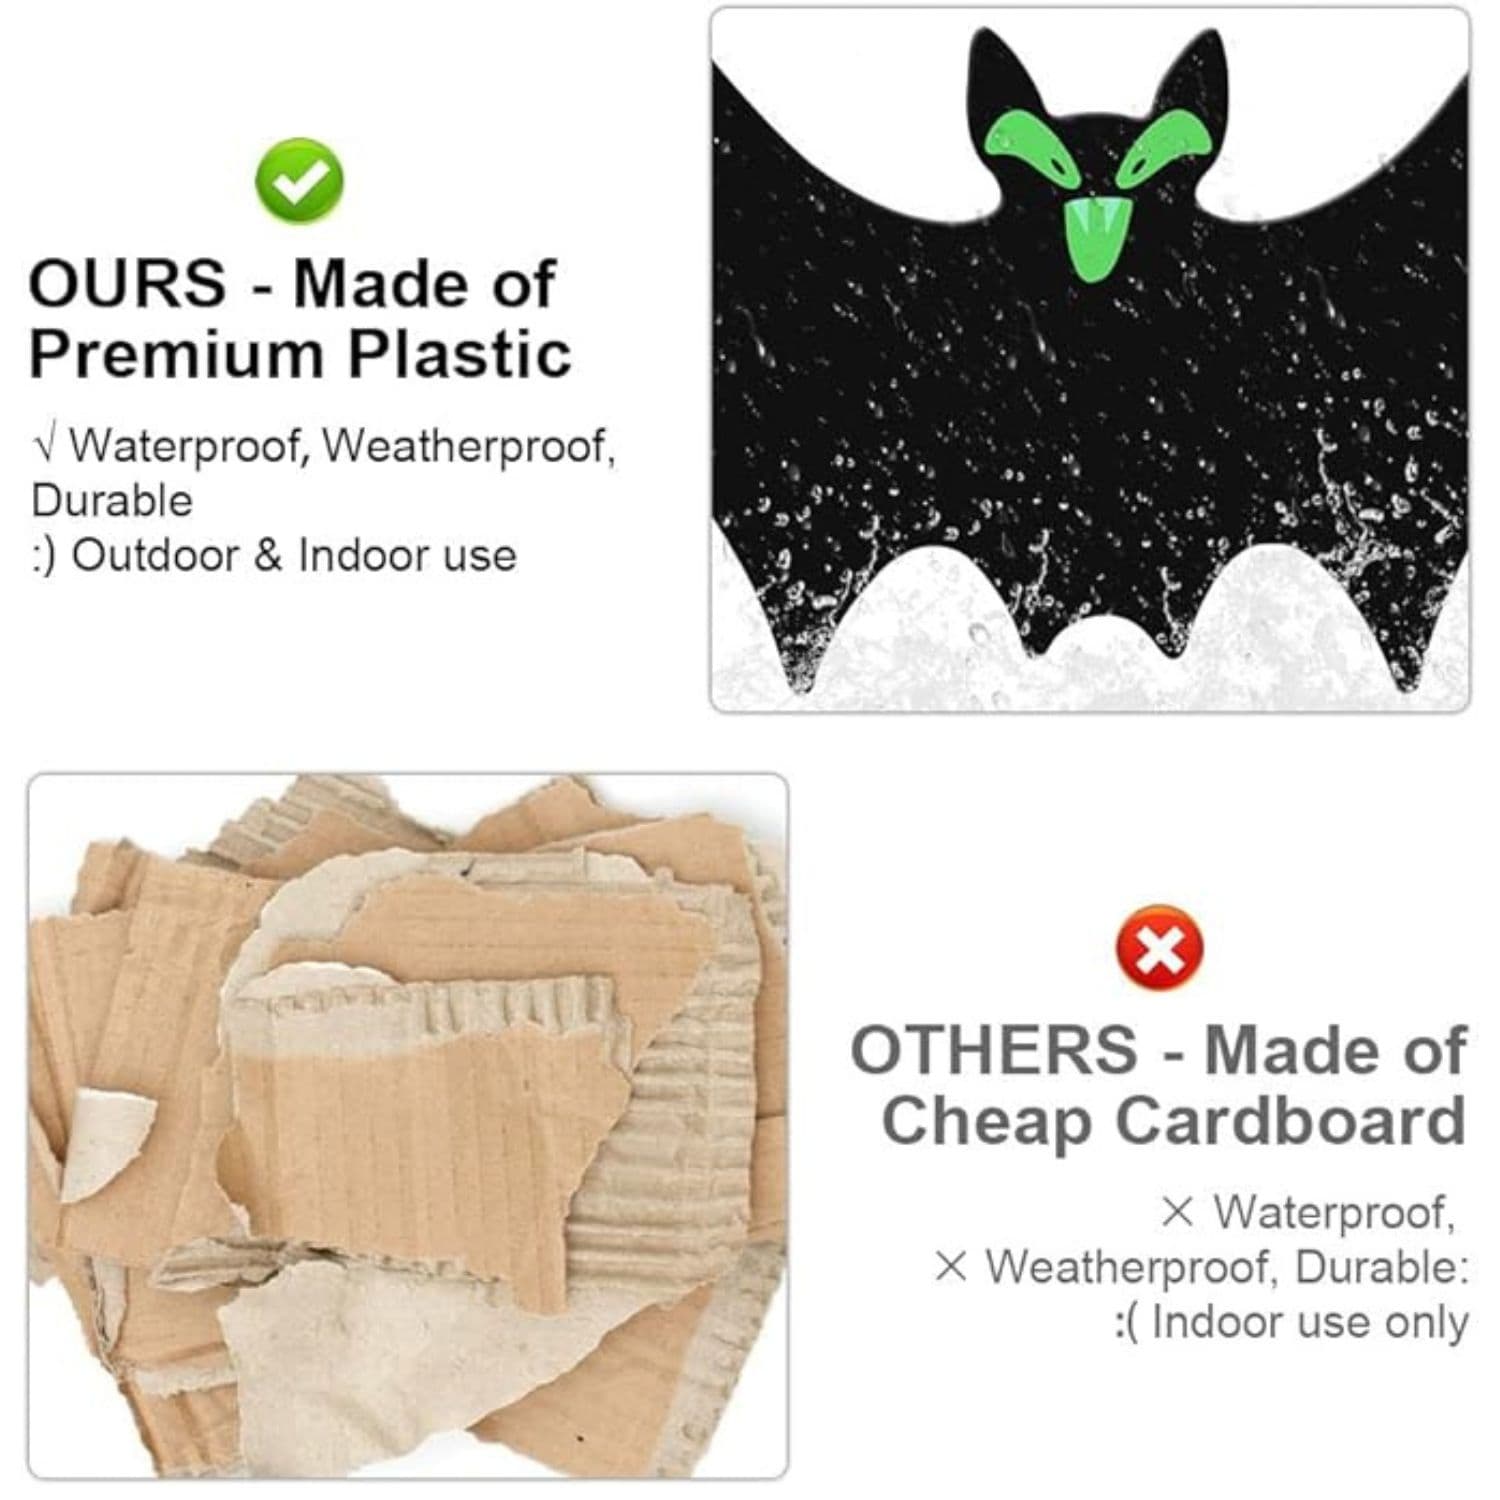 OURS - Made of
Premium Plastic
√ Waterproof, Weatherproof,
Durable
:) Outdoor & Indoor use
OTHERS - Made of
Cheap Cardboard
× Waterproof,
× Weatherproof, Durable:
:( Indoor use only